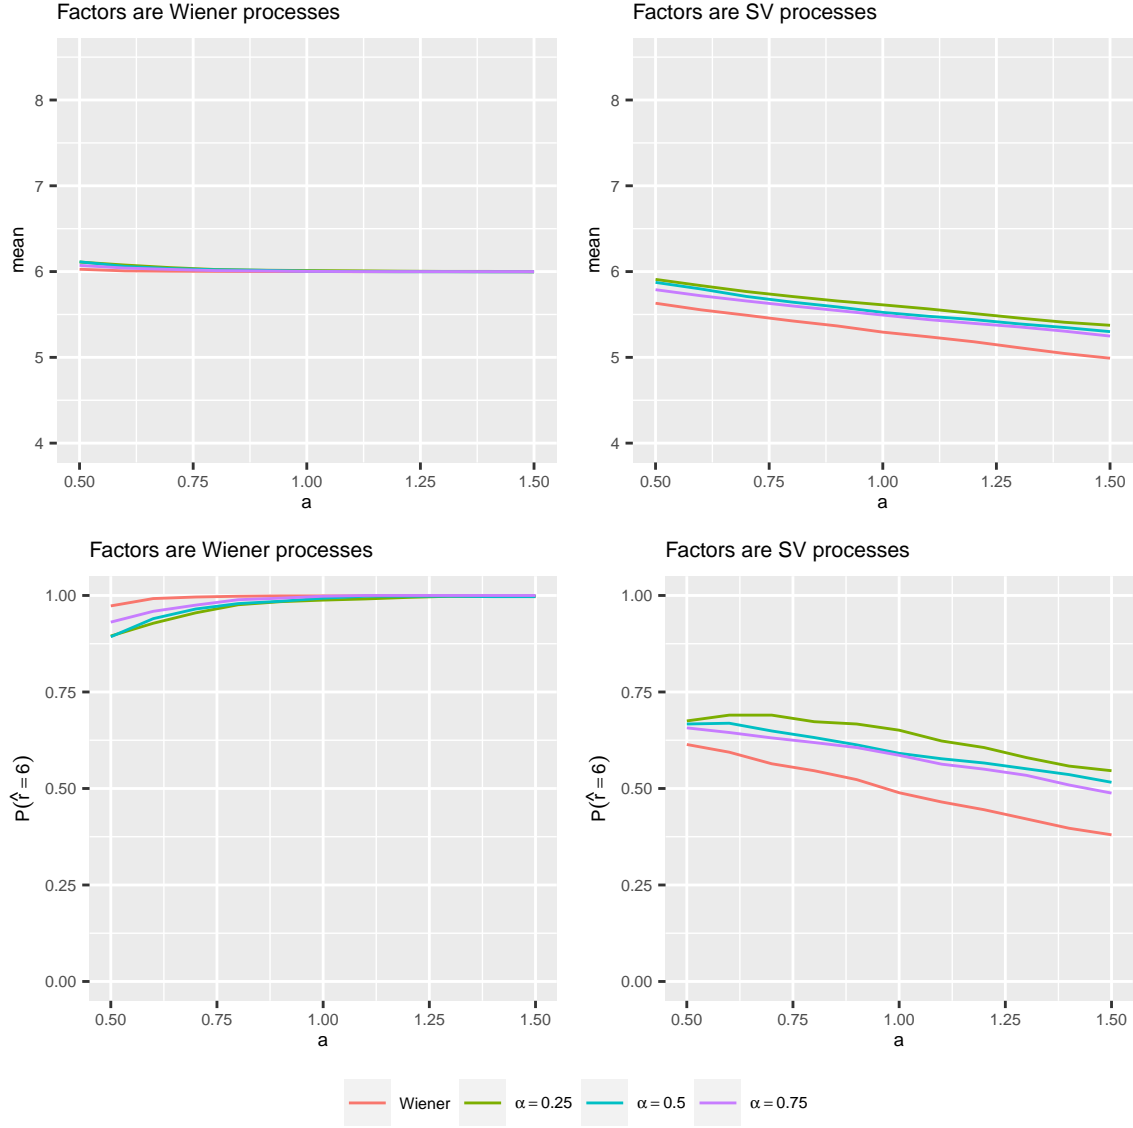 Factors are Wiener processes
Factors are SV processes
mean
8
7
6
5
4
0.50 0.75 1.00 1.25 1.50
a
mean
8
7
6
5
4
0.50 0.75 1.00 1.25 1.50
a
Factors are Wiener processes
Factors are SV processes
P(r̂ = 6)
1.00
0.75
0.50
0.25
0.00
0.50 0.75 1.00 1.25 1.50
a
P(r̂ = 6)
1.00
0.75
0.50
0.25
0.00
0.50 0.75 1.00 1.25 1.50
a
Wiener α = 0.25 α = 0.5 α = 0.75